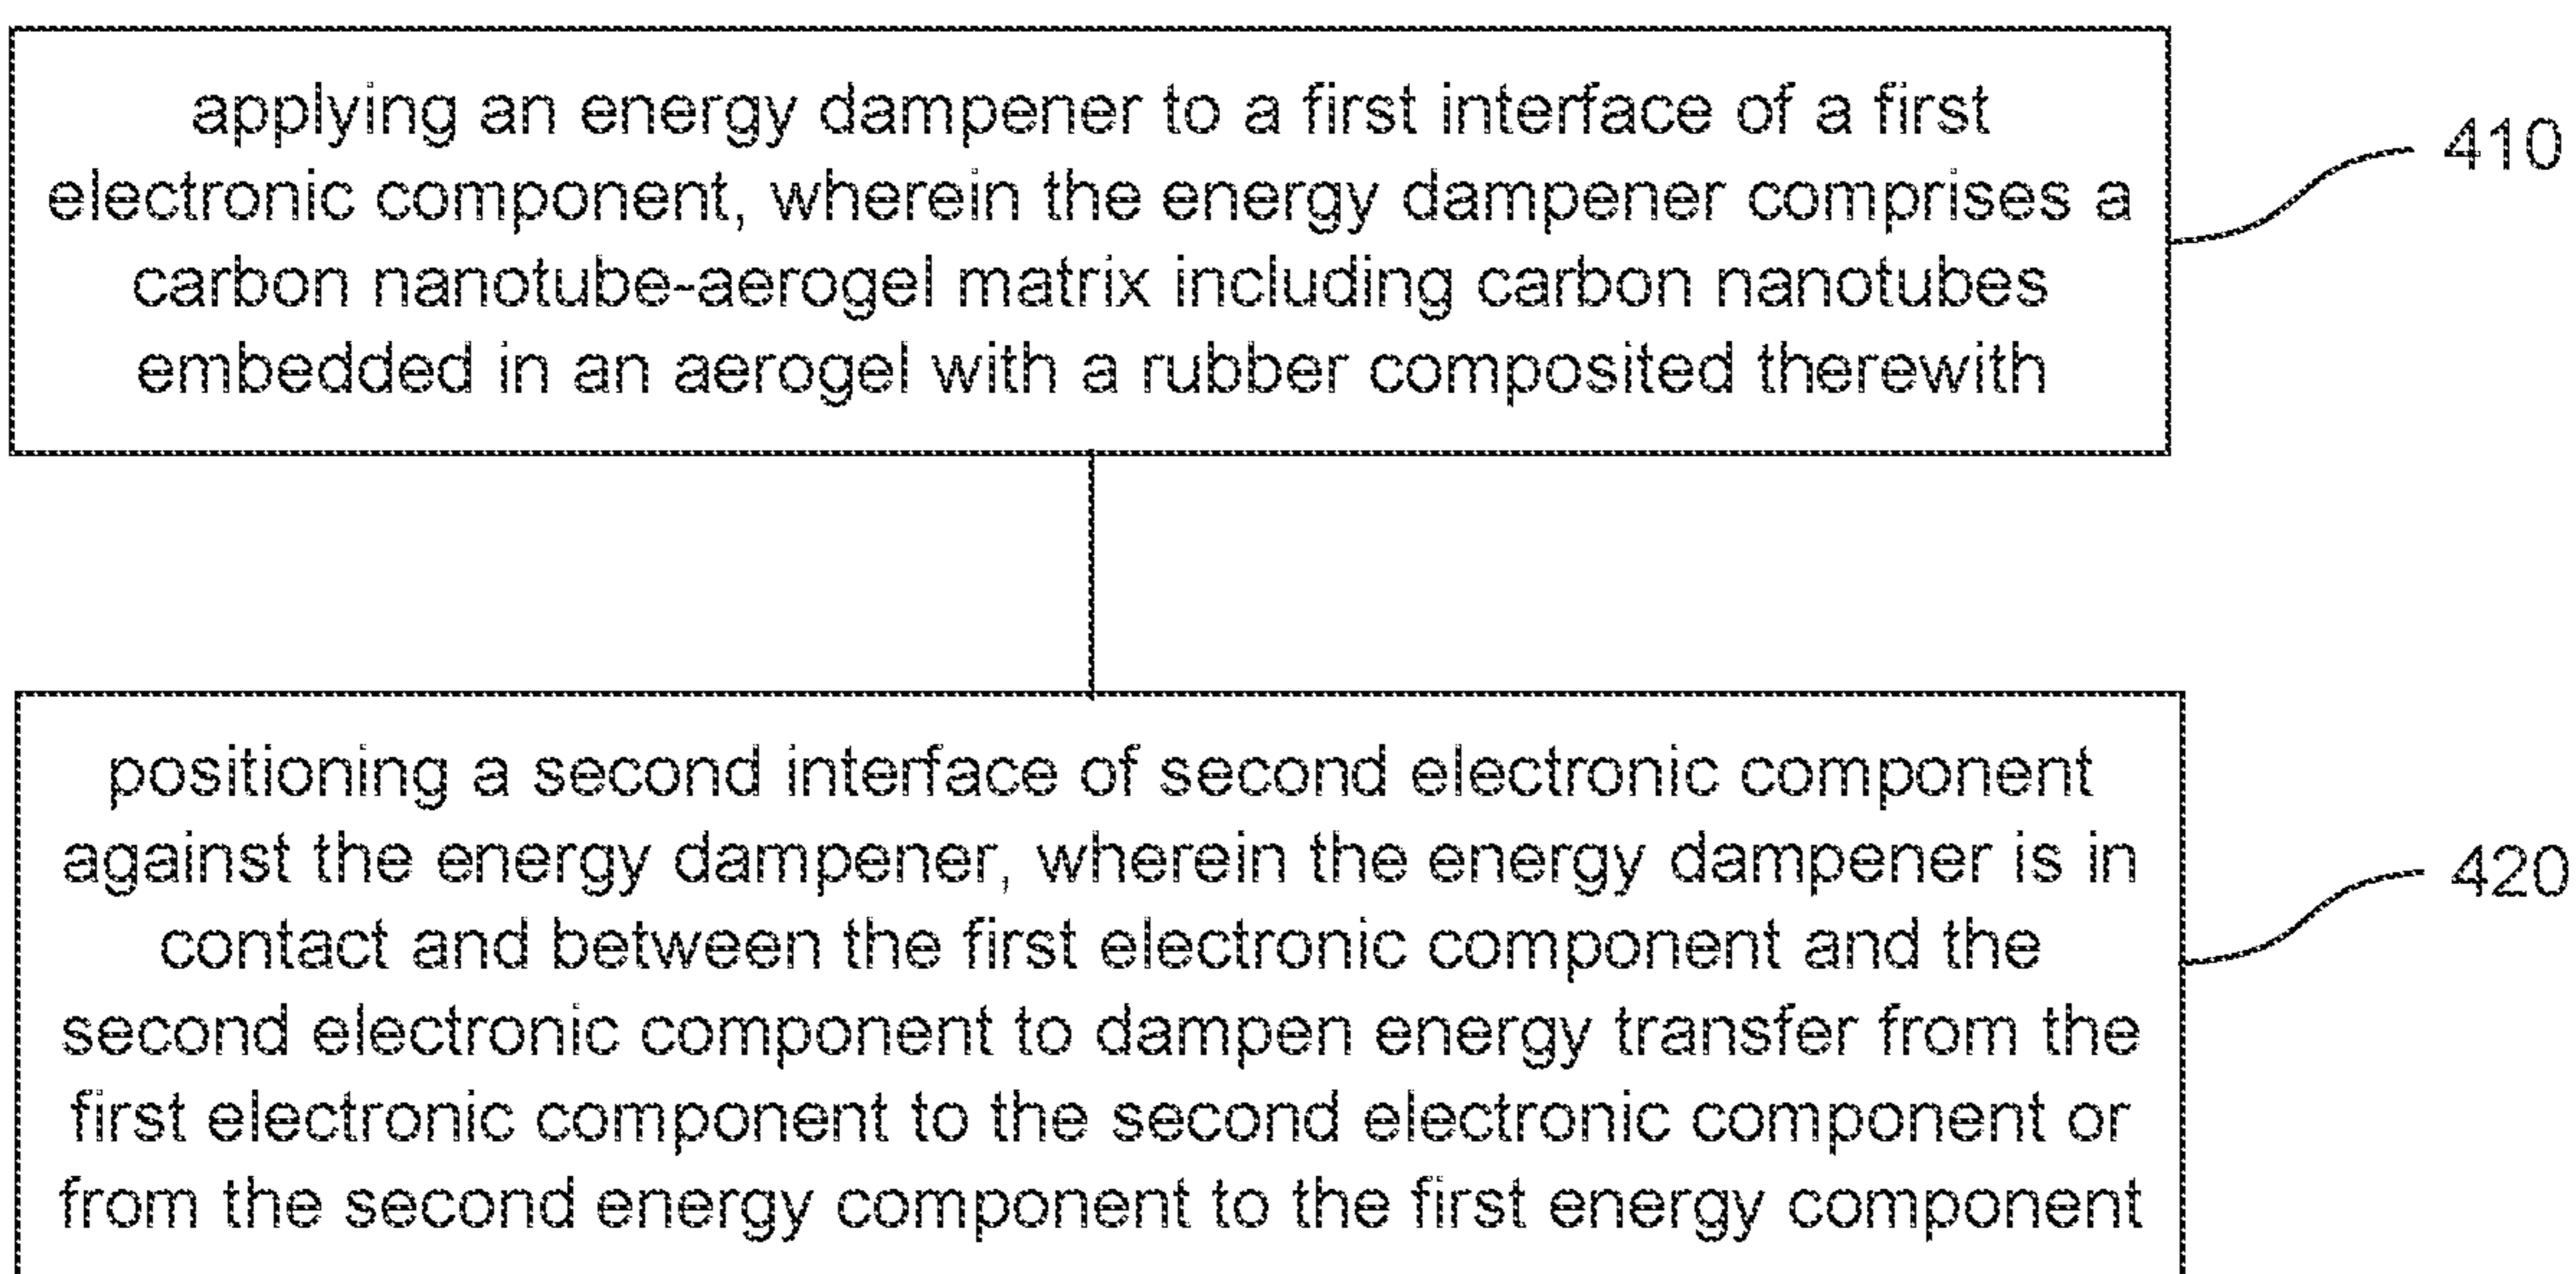 applying an energy dampener to a first interface of a first
electronic component, wherein the energy dampener comprises a
carbon nanotube-aerogel matrix including carbon nanotubes
embedded in an aerogel with a rubber composited therewith
410
positioning a second interface of second electronic component
against the energy dampener, wherein the energy dampener is in
contact and between the first electronic component and the
second electronic component to dampen energy transfer from the
first electronic component to the second electronic component or
from the second energy component to the first energy component
420